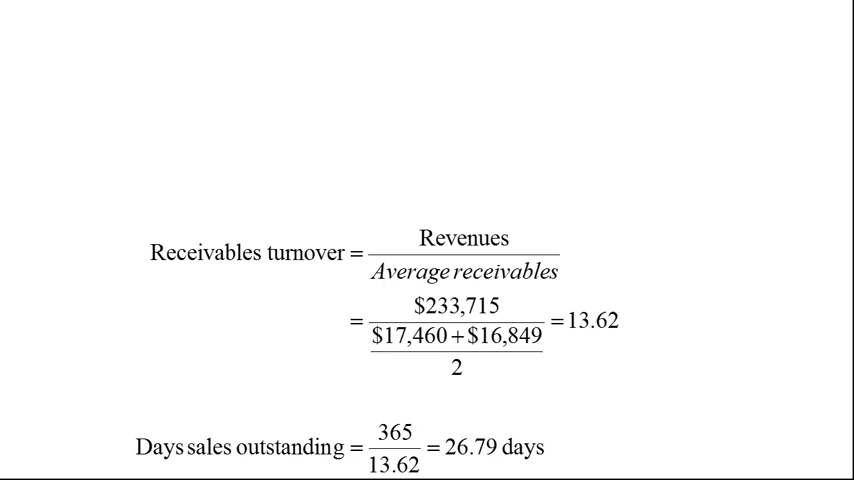 Receivables turnover = Revenues / Average receivables
= $233,715 / (($17,460 + $16,849) / 2) = 13.62
Days sales outstanding = 365 / 13.62 = 26.79 days